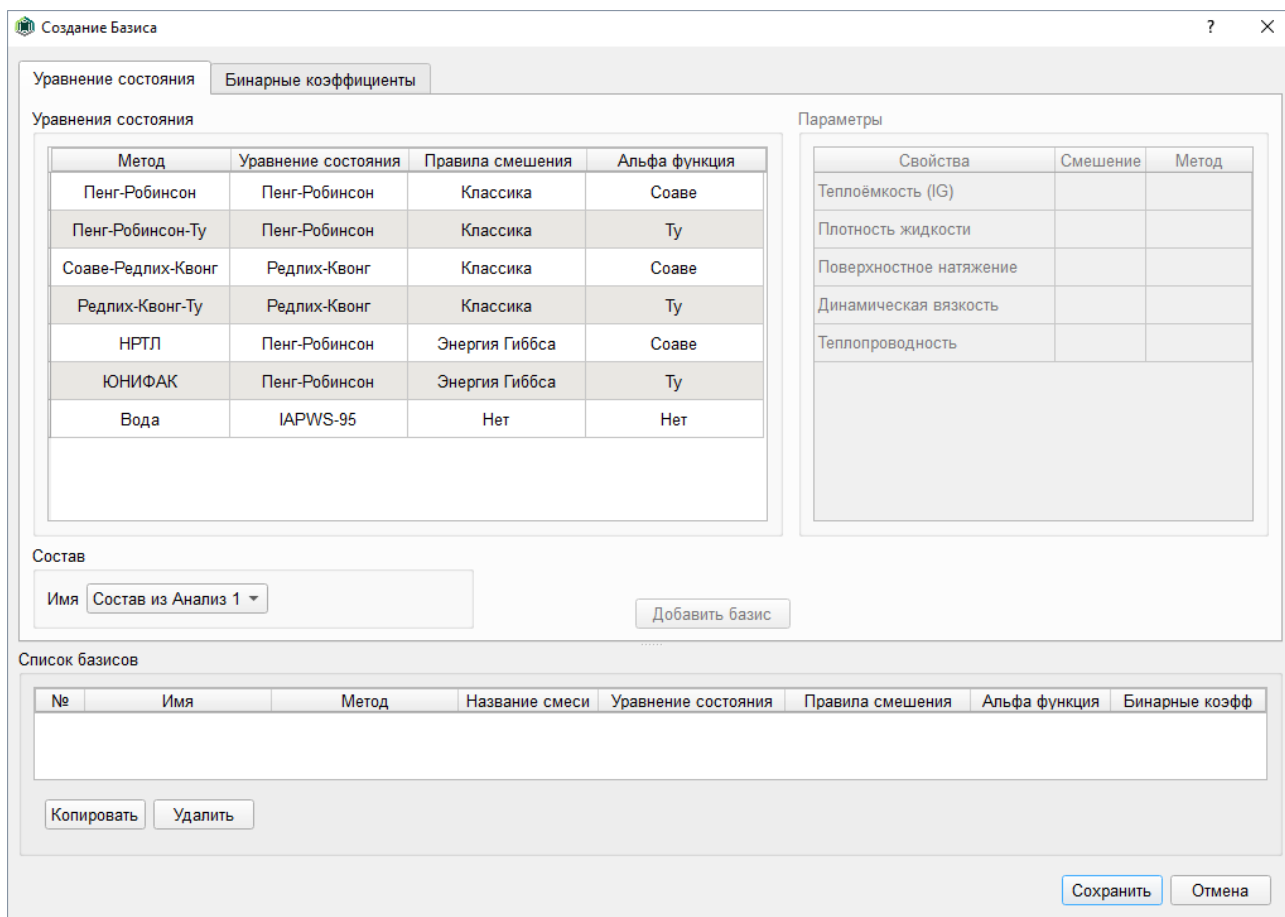 Создание Базиса ? ×
Уравнение состояния Бинарные коэффициенты
Уравнения состояния Параметры
Метод Уравнение состояния Правила смешения Альфа функция Свойства Смешение Метод
Пенг-Робинсон Пенг-Робинсон Классика Соаве Теплоёмкость (IG)
Пенг-Робинсон-Ту Пенг-Робинсон Классика Ту Плотность жидкости
Соаве-Редлих-Квонг Редлих-Квонг Классика Соаве Поверхностное натяжение
Редлих-Квонг-Ту Редлих-Квонг Классика Ту Динамическая вязкость
НРТЛ Пенг-Робинсон Энергия Гиббса Соаве Теплопроводность
ЮНИФАК Пенг-Робинсон Энергия Гиббса Ту
Вода IAPWS-95 Нет Нет
Состав
Имя Состав из Анализ 1
Добавить базис
Список базисов
№ Имя Метод Название смеси Уравнение состояния Правила смешения Альфа функция Бинарные коэфф
Копировать Удалить
Сохранить Отмена